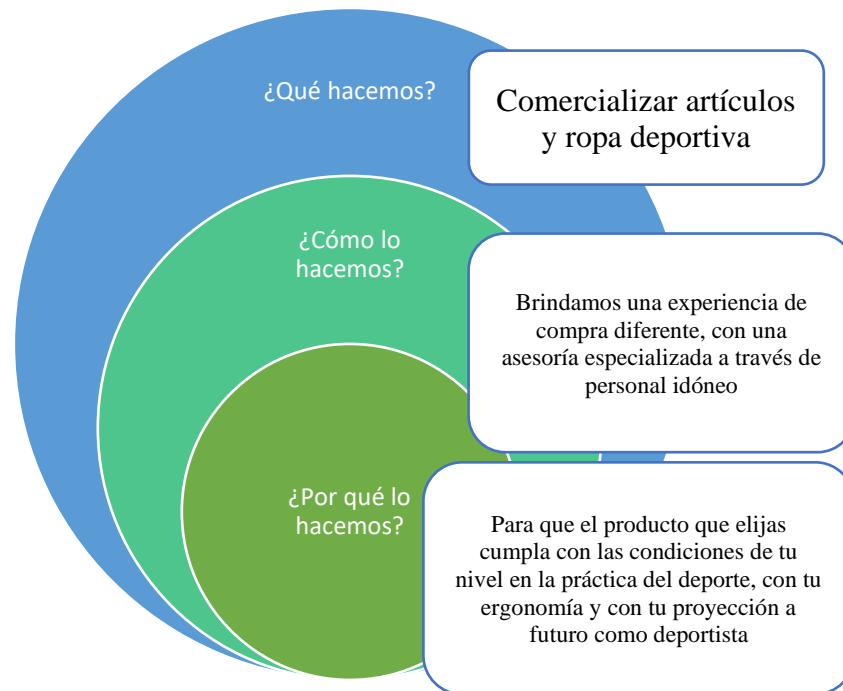 ¿Qué hacemos?
Comercializar artículos
y ropa deportiva
¿Cómo lo
hacemos?
Brindamos una experiencia de
compra diferente, con una
asesoría especializada a través de
personal idóneo
¿Por qué lo
hacemos?
Para que el producto que elijas
cumpla con las condiciones de tu
nivel en la práctica del deporte, con tu
ergonomía y con tu proyección a
futuro como deportista